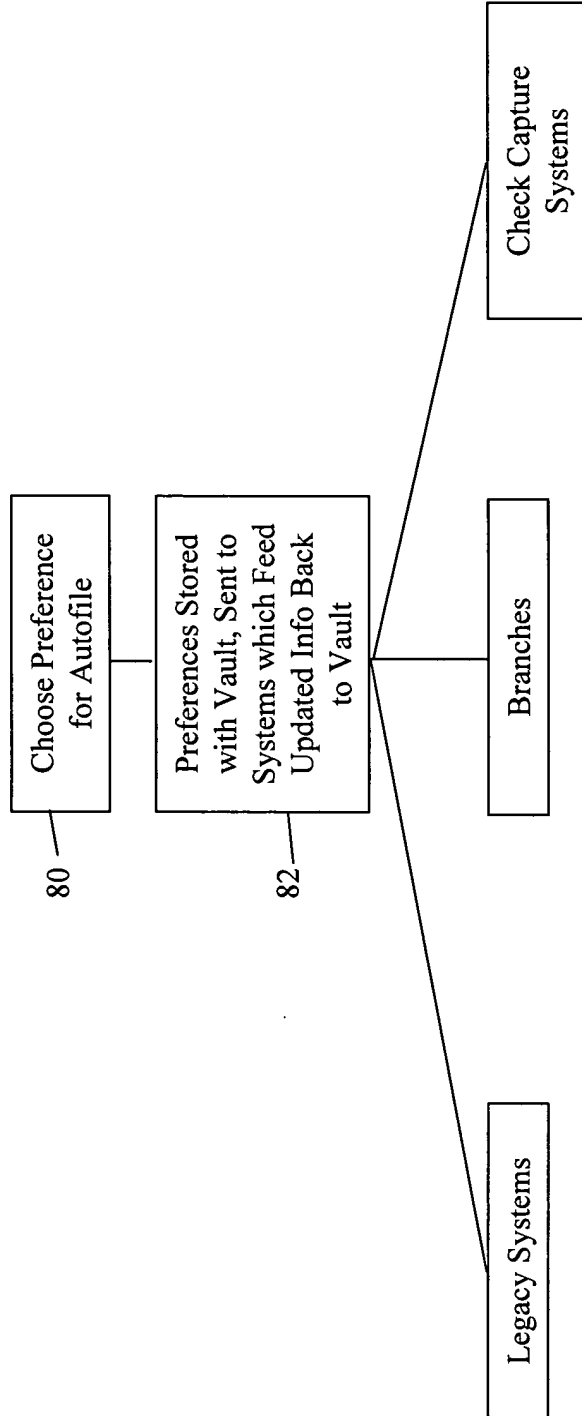 80
Choose Preference
for Autofile
82
Preferences Stored
with Vault, Sent to
Systems which Feed
Updated Info Back
to Vault
Legacy Systems
Branches
Check Capture
Systems